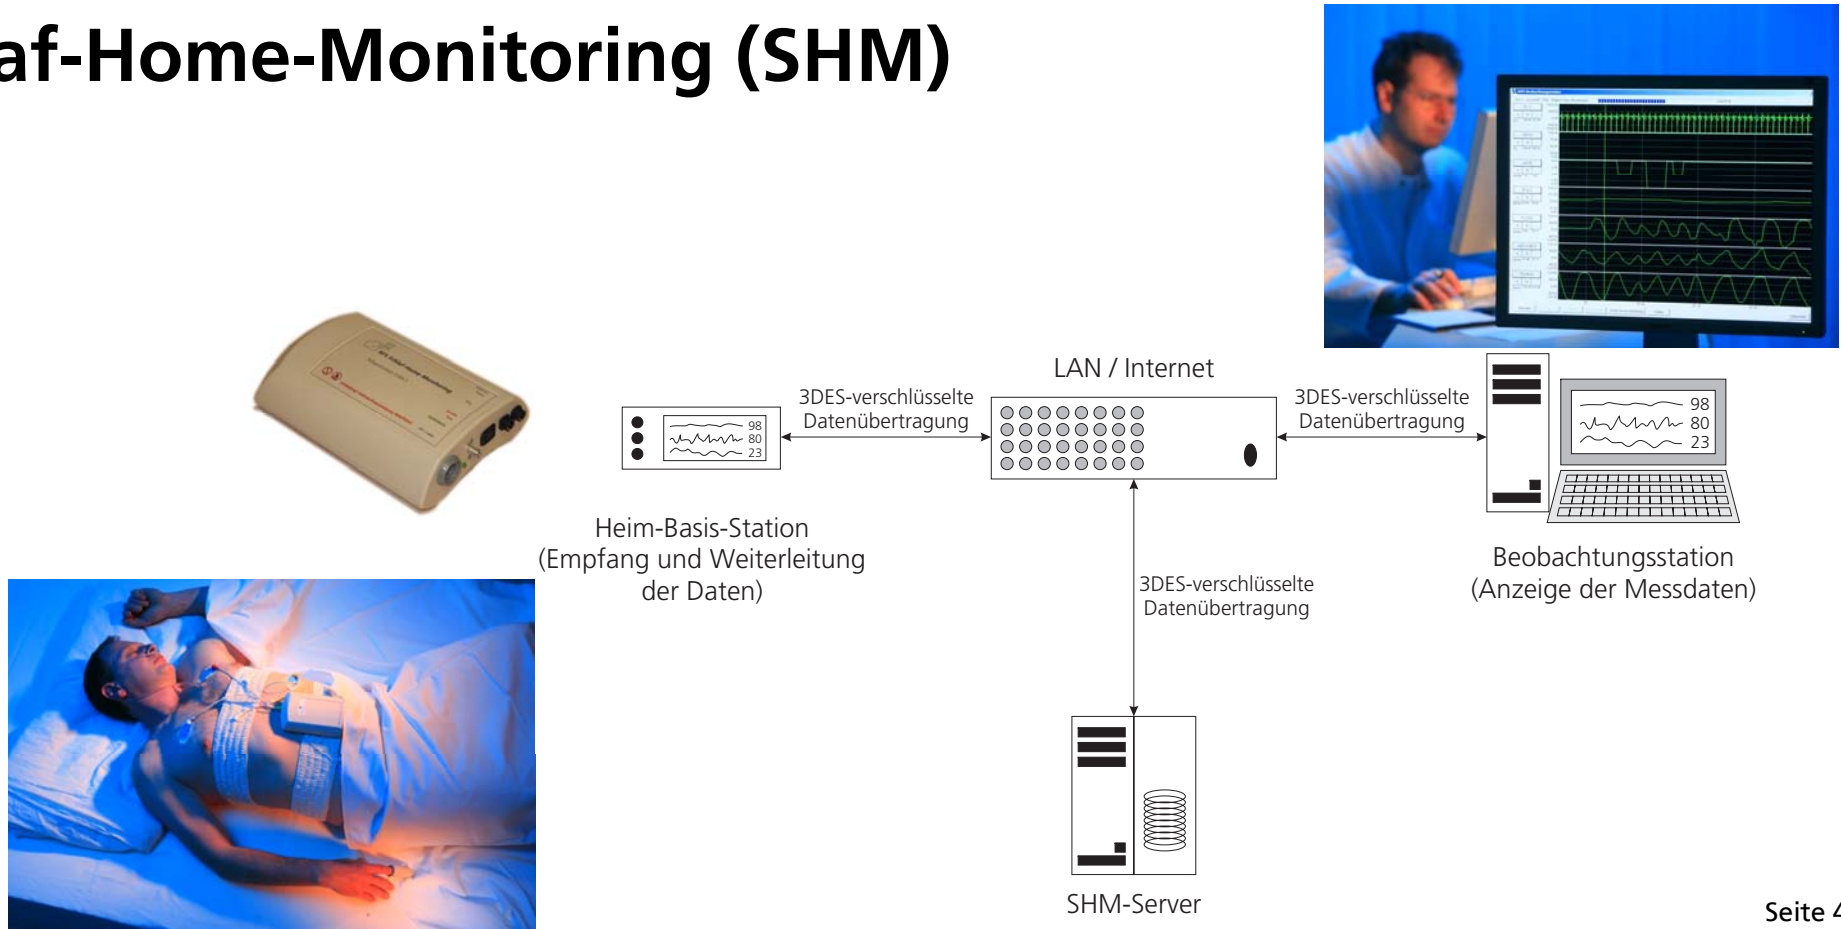 af-Home-Monitoring (SHM)
LAN / Internet
3DES-verschlüsselte
Datenübertragung
3DES-verschlüsselte
Datenübertragung
98
80
23
98
80
23
Heim-Basis-Station
(Empfang und Weiterleitung
der Daten)
Beobachtungsstation
(Anzeige der Messdaten)
3DES-verschlüsselte
Datenübertragung
SHM-Server
Seite 4